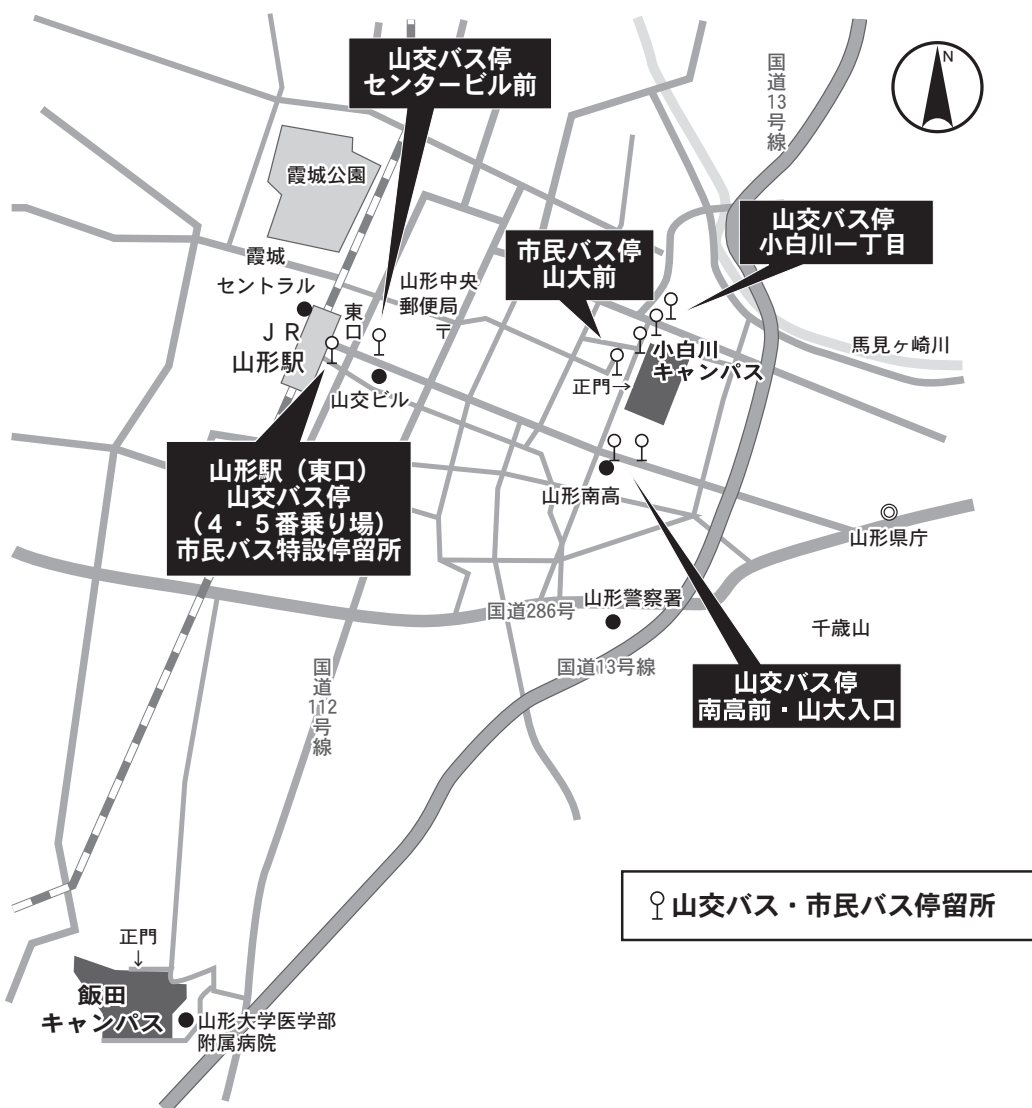 山交バス停
センタービル前
N
国道13号線
霞城公園
山交バス停
小白川一丁目
市民バス停
山大前
霞城
セントラル
山形中央
郵便局
〒
東口
JR
山形駅
馬見ヶ崎川
小白川
キャンパス
正門→
山交ビル
山形駅（東口）
山交バス停
（4・5番乗り場）
市民バス特設停留所
山形南高
山形県庁
国道286号
山形警察署
千歳山
国道13号線
国道112号線
山交バス停
南高前・山大入口
山交バス・市民バス停留所
正門
↓
飯田
キャンパス
山形大学医学部
附属病院